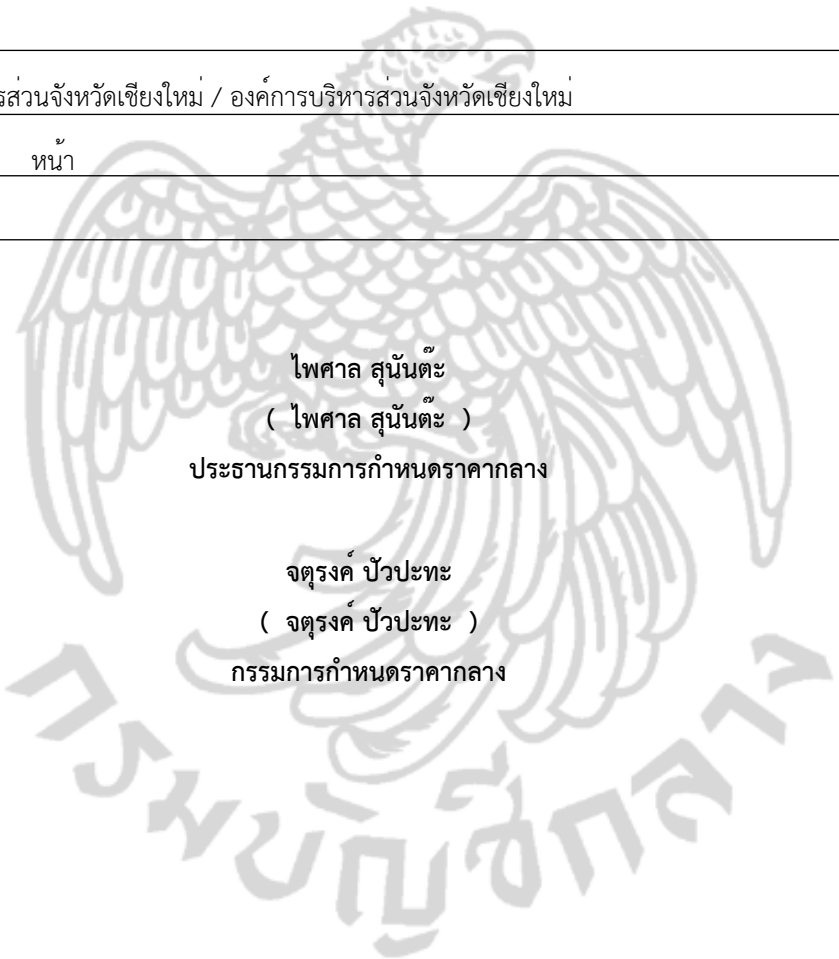 รส่วนจังหวัดเชียงใหม่ / องค์การบริหารส่วนจังหวัดเชียงใหม่
หน้า
ไพศาล สุนันต๊ะ
( ไพศาล สุนันต๊ะ )
ประธานกรรมการกำหนดราคากลาง
จตุรงค์ ปัวปะทะ
( จตุรงค์ ปัวปะทะ )
กรรมการกำหนดราคากลาง
กรมบัญชีกลาง